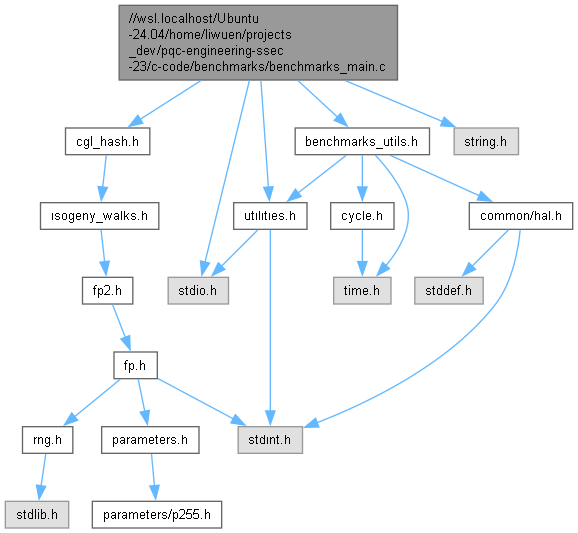 //wsl.localhost/Ubuntu
-24.04/home/liwuen/projects
_dev/pqc-engineering-ssec
-23/c-code/benchmarks/benchmarks_main.c
cgl_hash.h
benchmarks_utils.h
string.h
isogeny_walks.h
utilities.h
cycle.h
common/hal.h
fp2.h
stdio.h
time.h
stddef.h
fp.h
rng.h
parameters.h
stdint.h
stdlib.h
parameters/p255.h